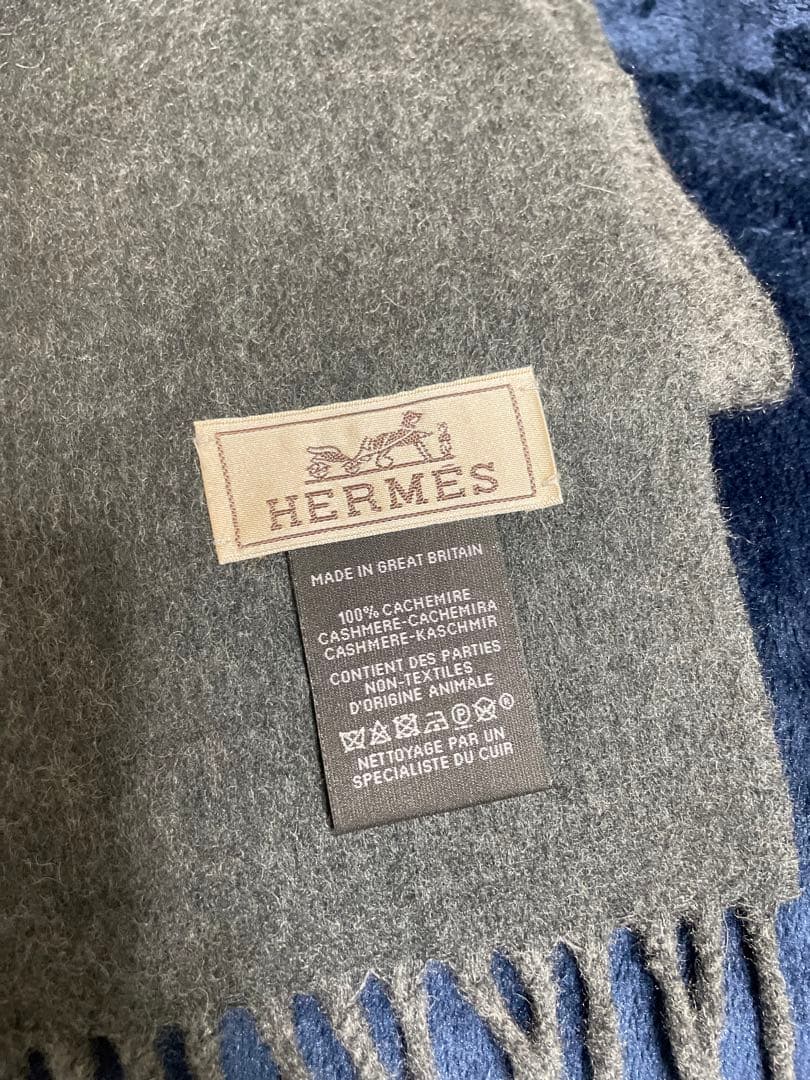 HERMÈS
MADE IN GREAT BRITAIN
100% CACHEMIRE
CASHMERE-CACHEMIRA
CASHMERE-KASCHMIR
CONTIENT DES PARTIES
NON-TEXTILES
D'ORIGINE ANIMALE
P ®
NETTOYAGE PAR UN
SPECIALISTE DU CUIR